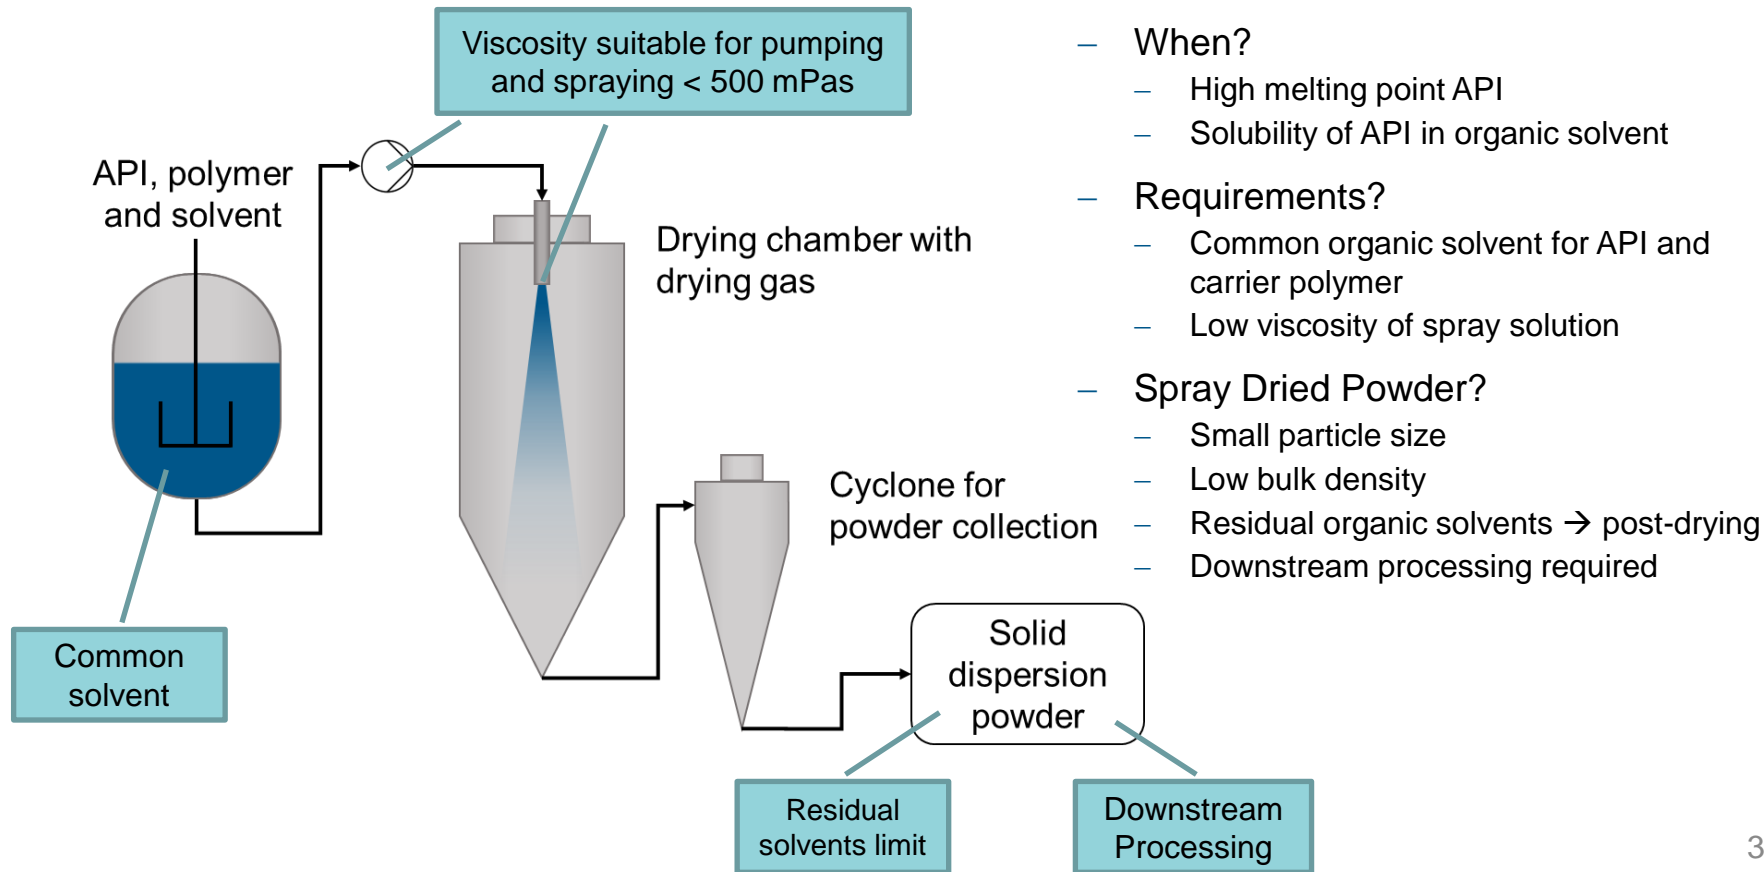 Viscosity suitable for pumping
and spraying < 500 mPas
API, polymer
and solvent
Drying chamber with
drying gas
Cyclone for
powder collection
Common
solvent
Solid
dispersion
powder
Residual
solvents limit
Downstream
Processing
– When?
– High melting point API
– Solubility of API in organic solvent
– Requirements?
– Common organic solvent for API and
carrier polymer
– Low viscosity of spray solution
– Spray Dried Powder?
– Small particle size
– Low bulk density
– Residual organic solvents → post-drying
– Downstream processing required
3